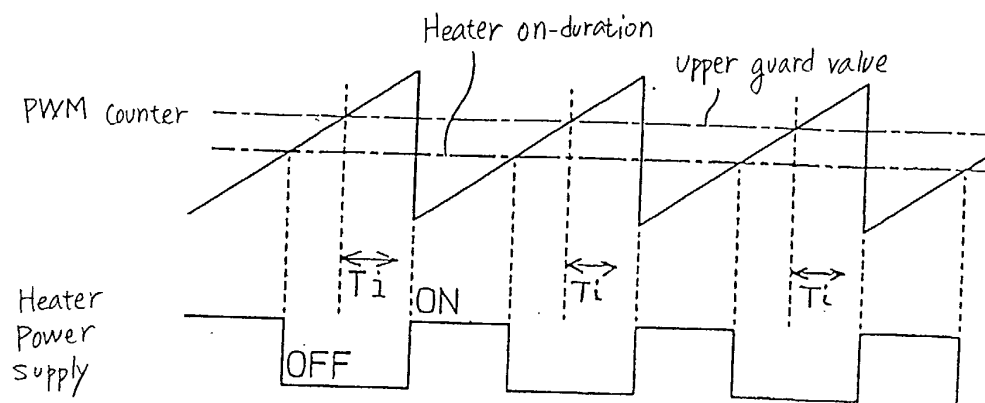 Heater on-duration
upper guard value
PWM Counter
Ti
Ti
Ti
ON
Heater
Power
supply
OFF